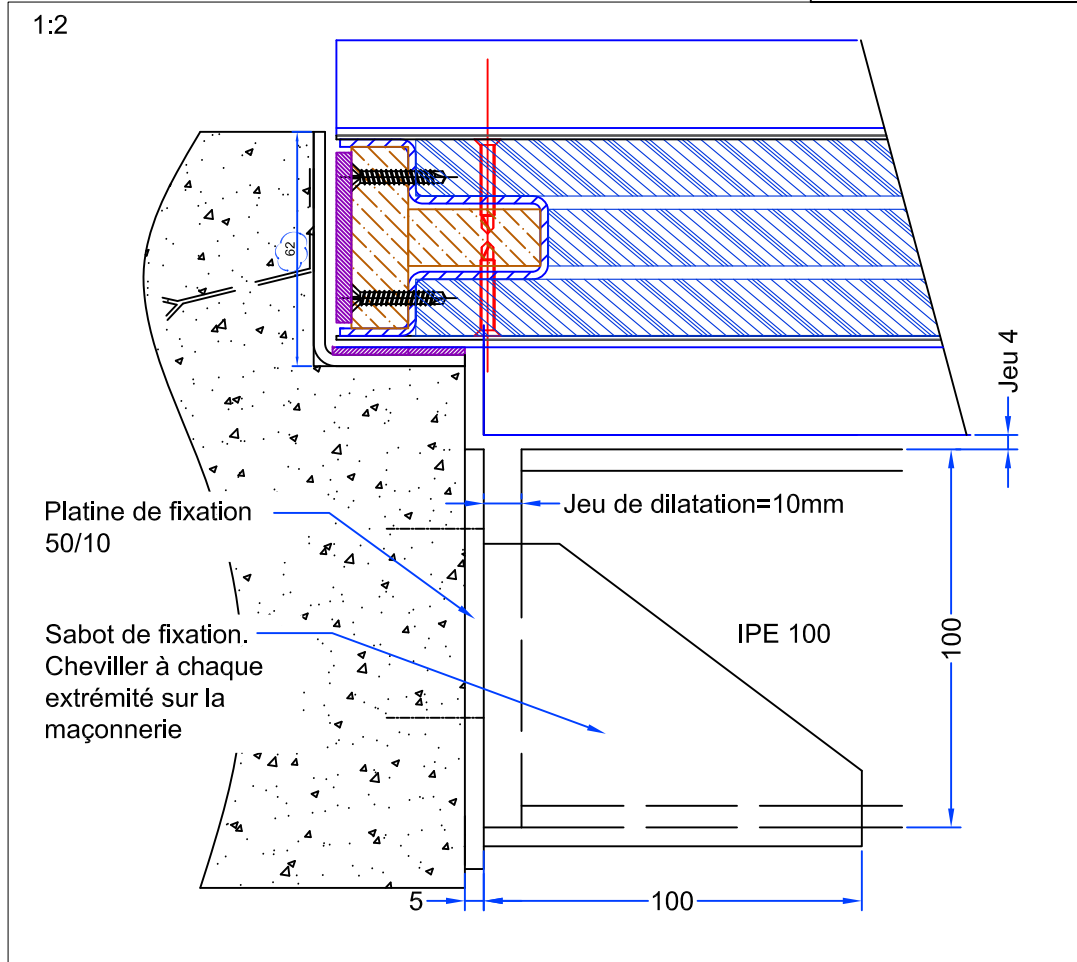 1:2
62
Jeu 4
Platine de fixation
50/10
Jeu de dilatation=10mm
Sabot de fixation.
Cheviller à chaque
extrémité sur la
maçonnerie
IPE 100
100
5
100